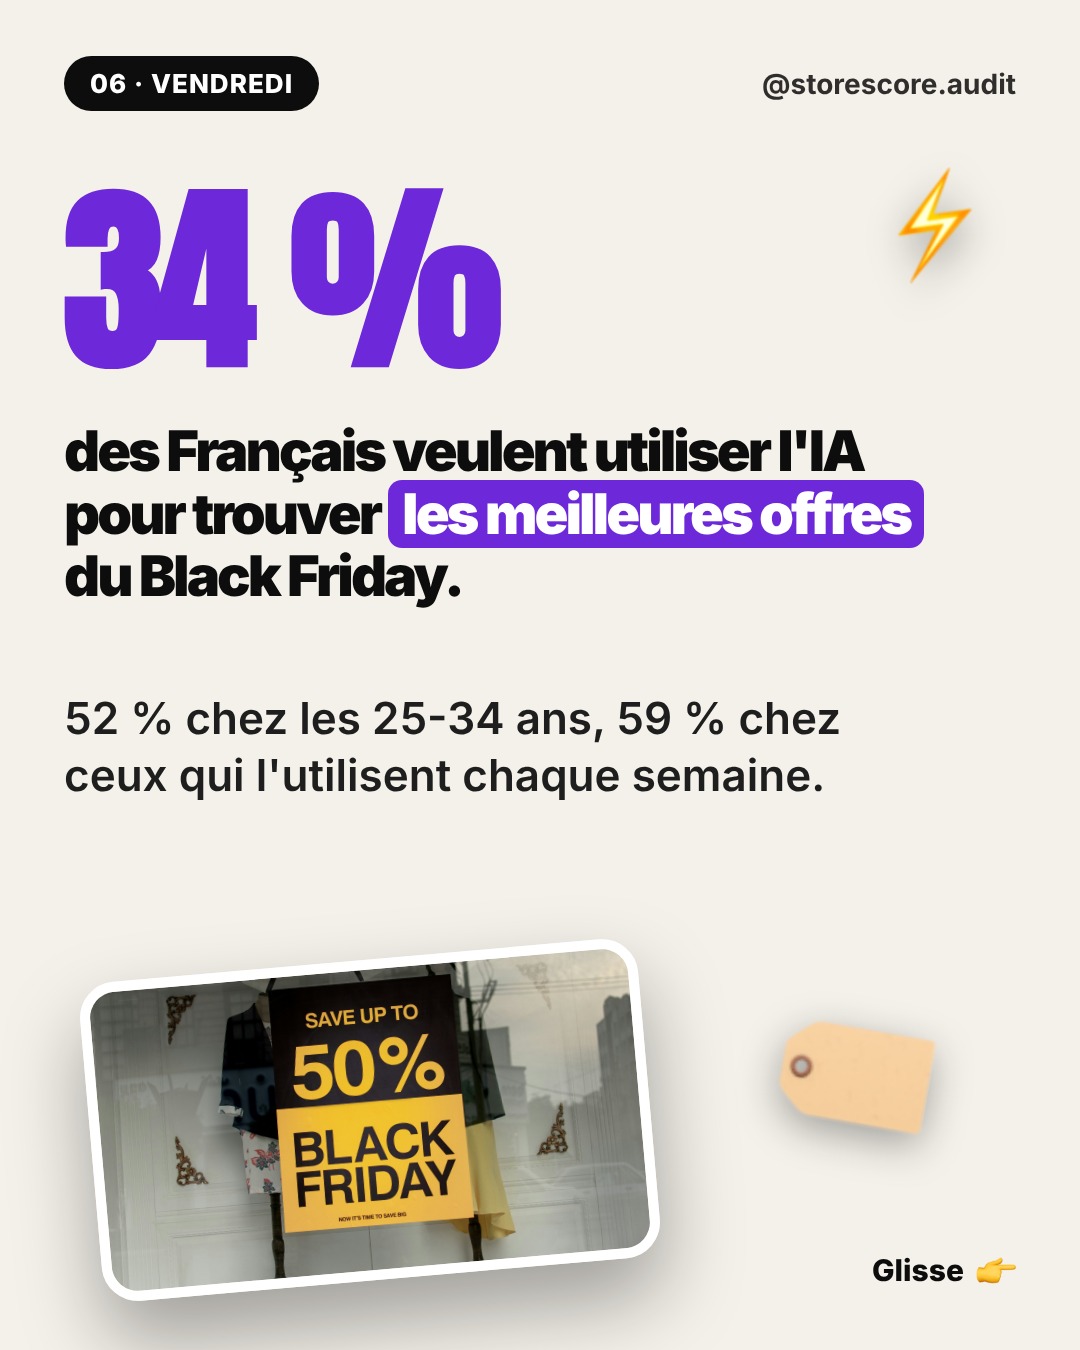 06 · VENDREDI
@storescore.audit
34 %
des Français veulent utiliser l'IA
pour trouver les meilleures offres
du Black Friday.
52 % chez les 25-34 ans, 59 % chez
ceux qui l'utilisent chaque semaine.
SAVE UP TO
50%
BLACK
FRIDAY
NOW IT'S TIME TO SAVE BIG
Glisse 👉